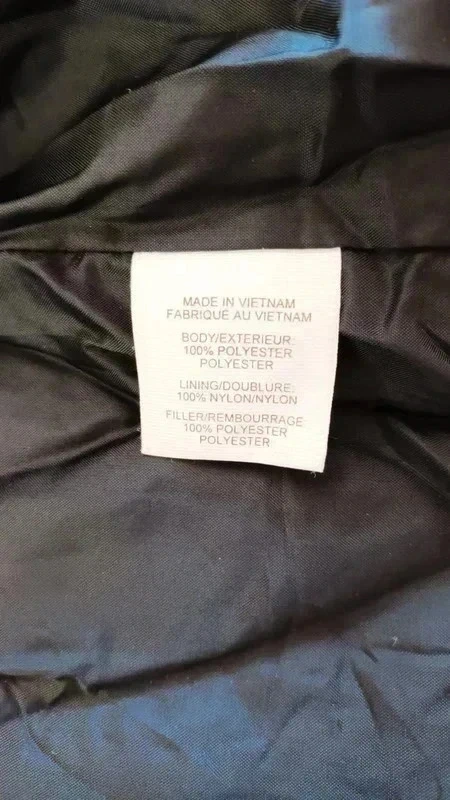 MADE IN VIETNAM
FABRIQUÉ AU VIETNAM
BODY/EXTERIEUR:
100% POLYESTER
POLYESTER
LINING/DOUBLURE:
100% NYLON/NYLON
FILLER/REMBOURRAGE
100% POLYESTER
POLYESTER